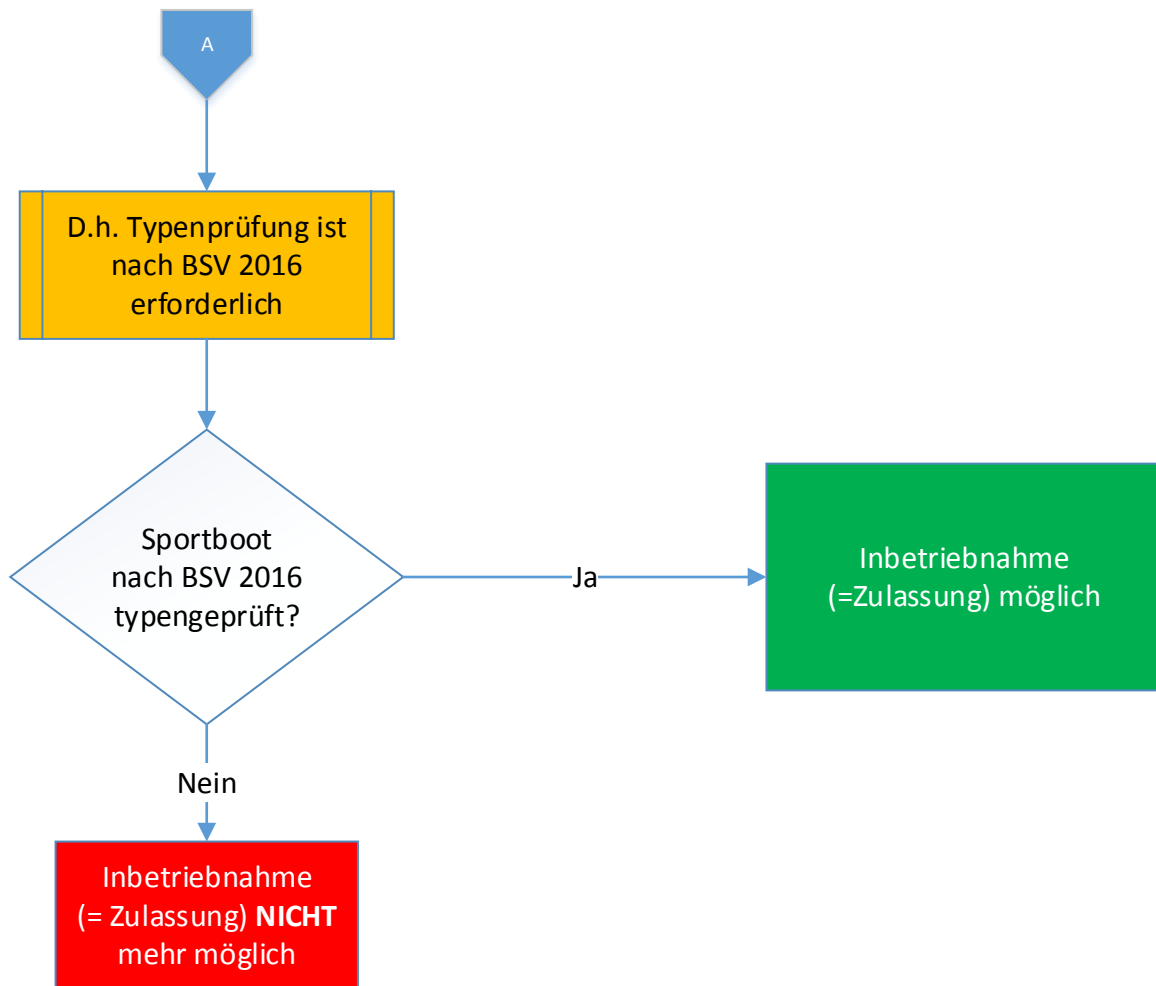 A
D.h. Typenprüfung ist
nach BSV 2016
erforderlich
Sportboot
nach BSV 2016
typengeprüft?
Ja
Inbetriebnahme
(=Zulassung) möglich
Nein
Inbetriebnahme
(= Zulassung) NICHT
mehr möglich